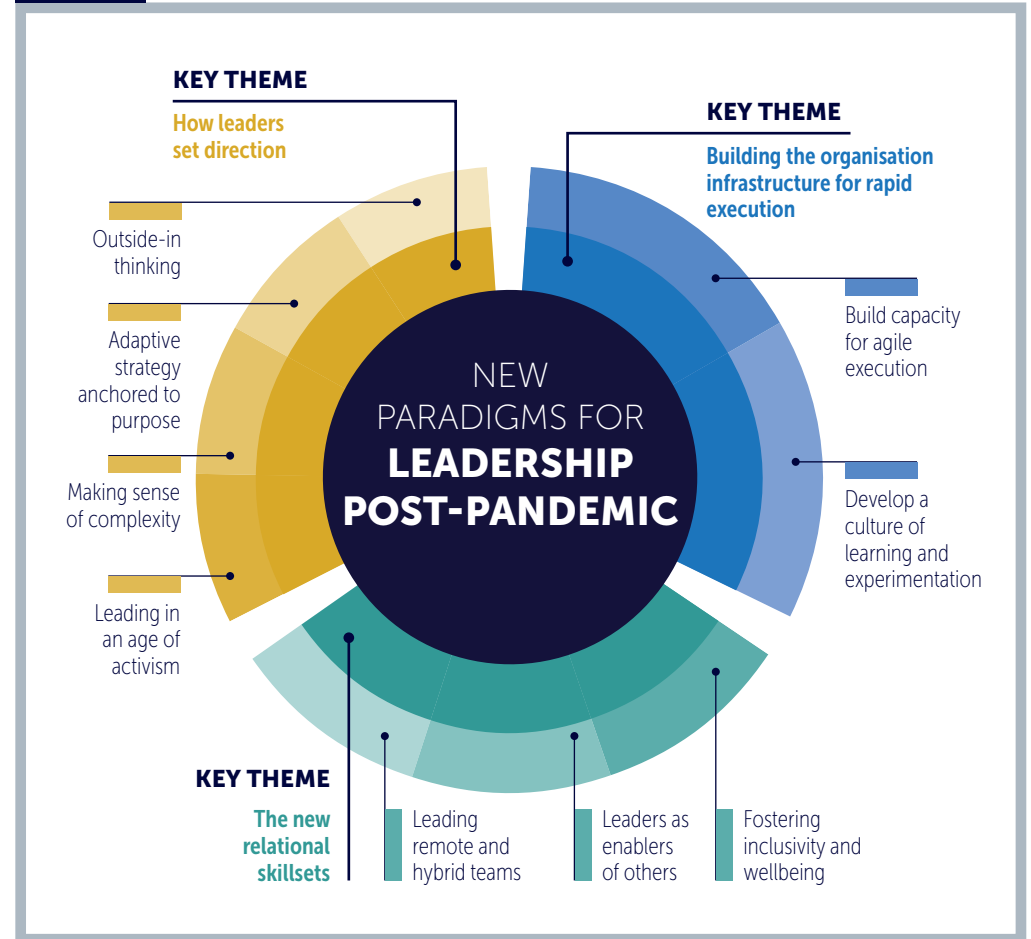 KEY THEME
How leaders
set direction
Outside-in
thinking
Adaptive
strategy
anchored to
purpose
Making sense
of complexity
Leading in
an age of
activism
KEY THEME
Building the organisation
infrastructure for rapid
execution
Build capacity
for agile
execution
Develop a
culture of
learning and
experimentation
NEW
PARADIGMS FOR
LEADERSHIP
POST-PANDEMIC
KEY THEME
The new
relational
skillsets
Leading
remote and
hybrid teams
Leaders as
enablers
of others
Fostering
inclusivity and
wellbeing